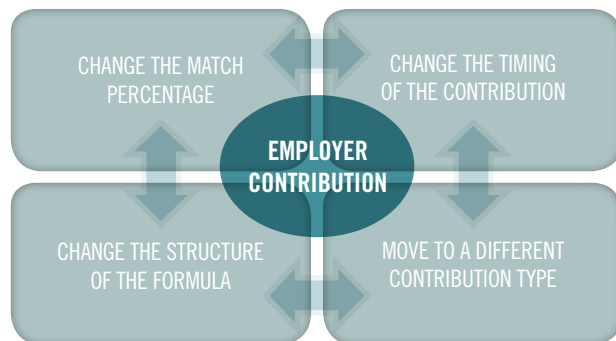 CHANGE THE MATCH
PERCENTAGE
CHANGE THE TIMING
OF THE CONTRIBUTION
EMPLOYER
CONTRIBUTION
CHANGE THE STRUCTURE
OF THE FORMULA
MOVE TO A DIFFERENT
CONTRIBUTION TYPE